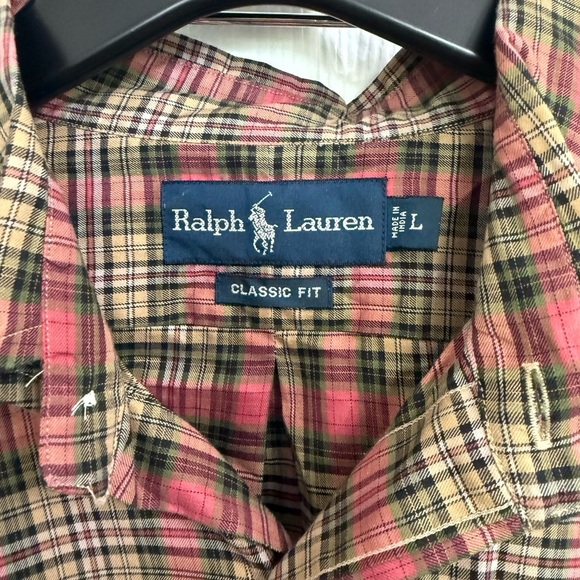 Ralph Lauren
MADE IN
INDIA
L
CLASSIC FIT